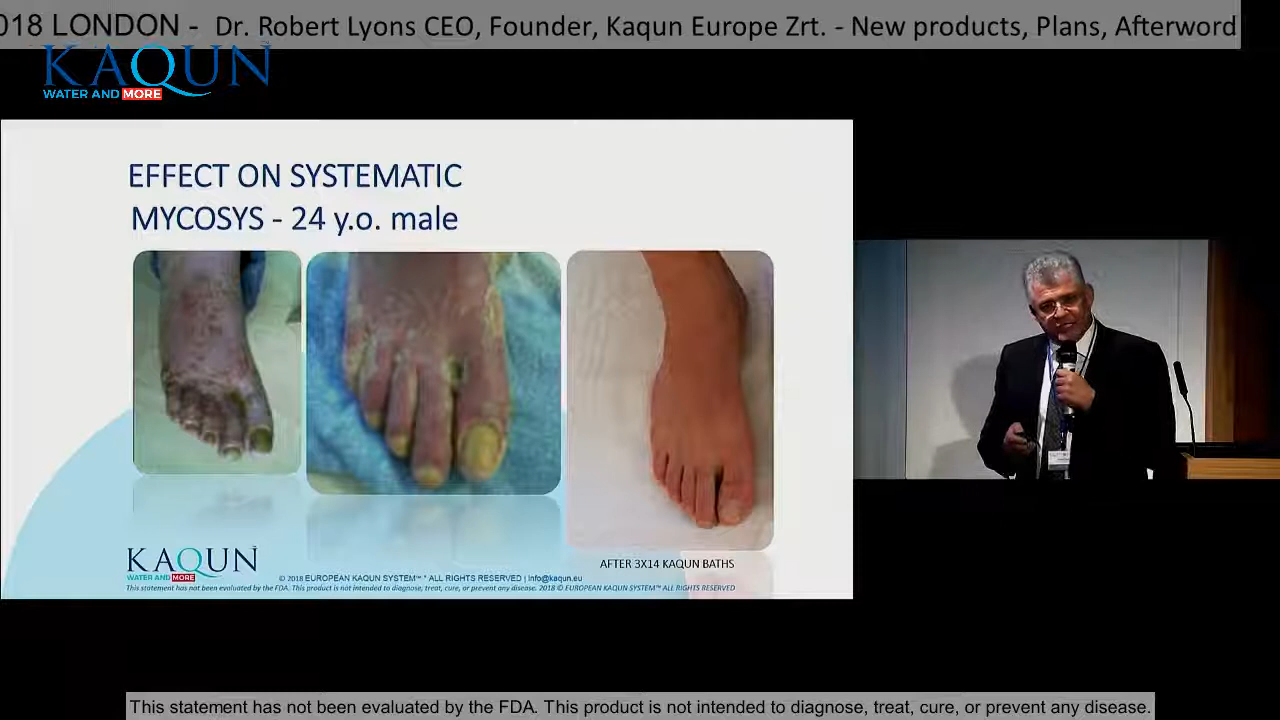 018 LONDON - Dr. Robert Lyons CEO, Founder, Kaqun Europe Zrt. - New products, Plans, Afterword
KAQUN
WATER AND MORE
EFFECT ON SYSTEMATIC
MYCOSYS - 24 y.o. male
AFTER 3X14 KAQUN BATHS
KAQUN
WATER AND MORE
© 2018 EUROPEAN KAQUN SYSTEM™ * ALL RIGHTS RESERVED | info@kaqun.eu
This statement has not been evaluated by the FDA. This product is not intended to diagnose, treat, cure, or prevent any disease. 2018 © EUROPEAN KAQUN SYSTEM™ ALL RIGHTS RESERVED
This statement has not been evaluated by the FDA. This product is not intended to diagnose, treat, cure, or prevent any disease.